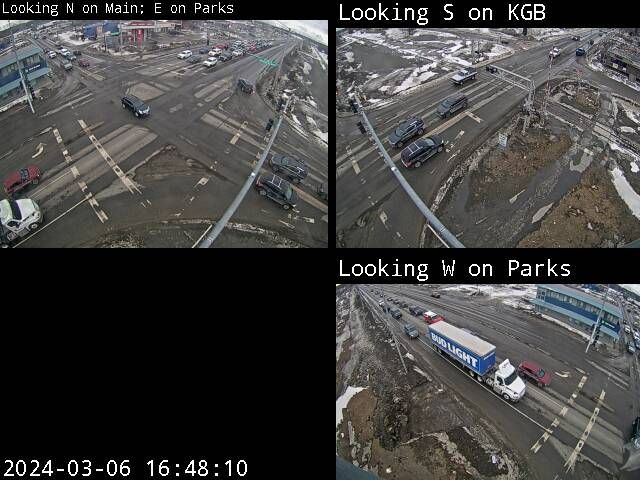 Looking N on Main; E on Parks
Looking S on KGB
Looking W on Parks
BUD LIGHT
2024-03-06 16:48:10